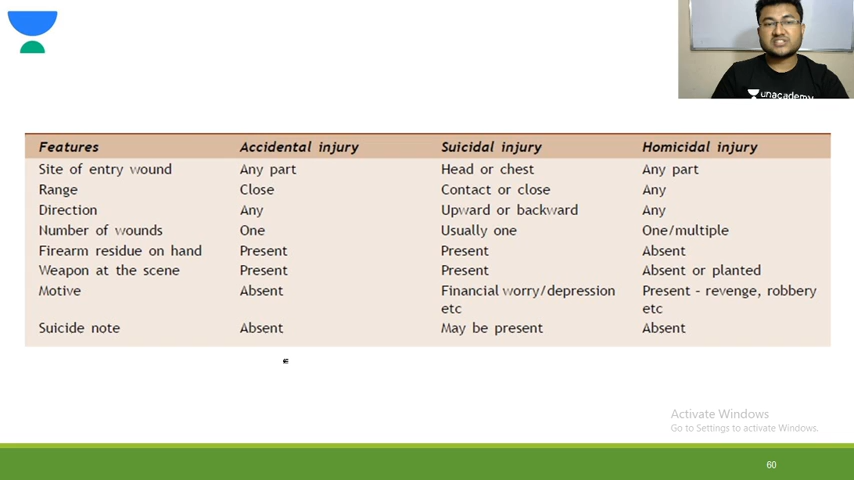 unacademy
Features Accidental injury Suicidal injury Homicidal injury
Site of entry wound Any part Head or chest Any part
Range Close Contact or close Any
Direction Any Upward or backward Any
Number of wounds One Usually one One/multiple
Firearm residue on hand Present Present Absent
Weapon at the scene Present Present Absent or planted
Motive Absent Financial worry/depression Present – revenge, robbery
etc etc
Suicide note Absent May be present Absent
Activate Windows
Go to Settings to activate Windows.
60